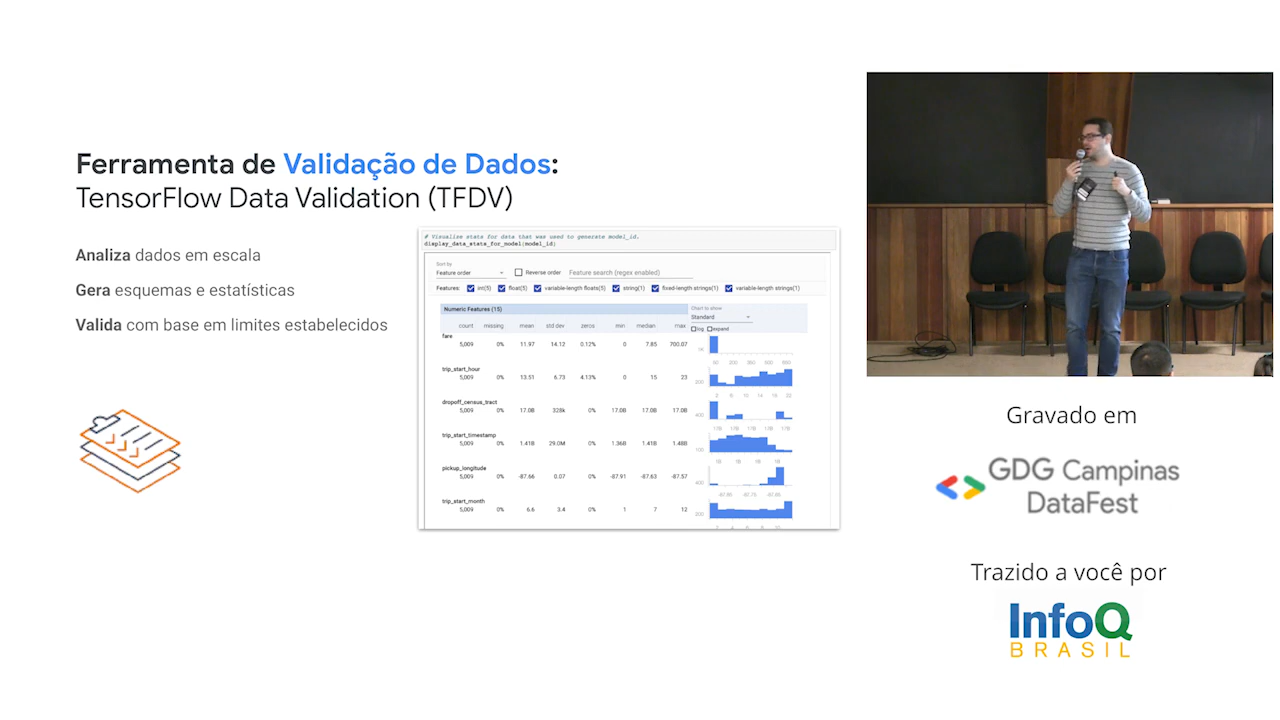 Ferramenta de Validação de Dados:
TensorFlow Data Validation (TFDV)
Analiza dados em escala
Gera esquemas e estatísticas
Valida com base em limites estabelecidos
# Visualize stats for data that was used to generate model_id.
display_data_stats_for_model(model_id)
Sort by
Feature order
Reverse order
Feature search (regex enabled)
Features: int(5) float(5) variable-length floats(5) string(1) fixed-length strings(1) variable-length strings(1)
Numeric Features (15)
Chart to show
Standard
log expand
count missing mean std dev zeros min median max
fare
5,009 0% 11.97 14.12 0.12% 0 7.85 700.07
trip_start_hour
5,009 0% 13.51 6.73 4.13% 0 15 23
dropoff_census_tract
5,009 0% 17.0B 328k 0% 17.0B 17.0B 17.0B
trip_start_timestamp
5,009 0% 1.41B 29.0M 0% 1.36B 1.41B 1.48B
pickup_longitude
5,009 0% -87.66 0.07 0% -87.91 -87.63 -87.57
trip_start_month
5,009 0% 6.6 3.4 0% 1 7 12
Gravado em
GDG Campinas
DataFest
Trazido a você por
InfoQ
BRASIL